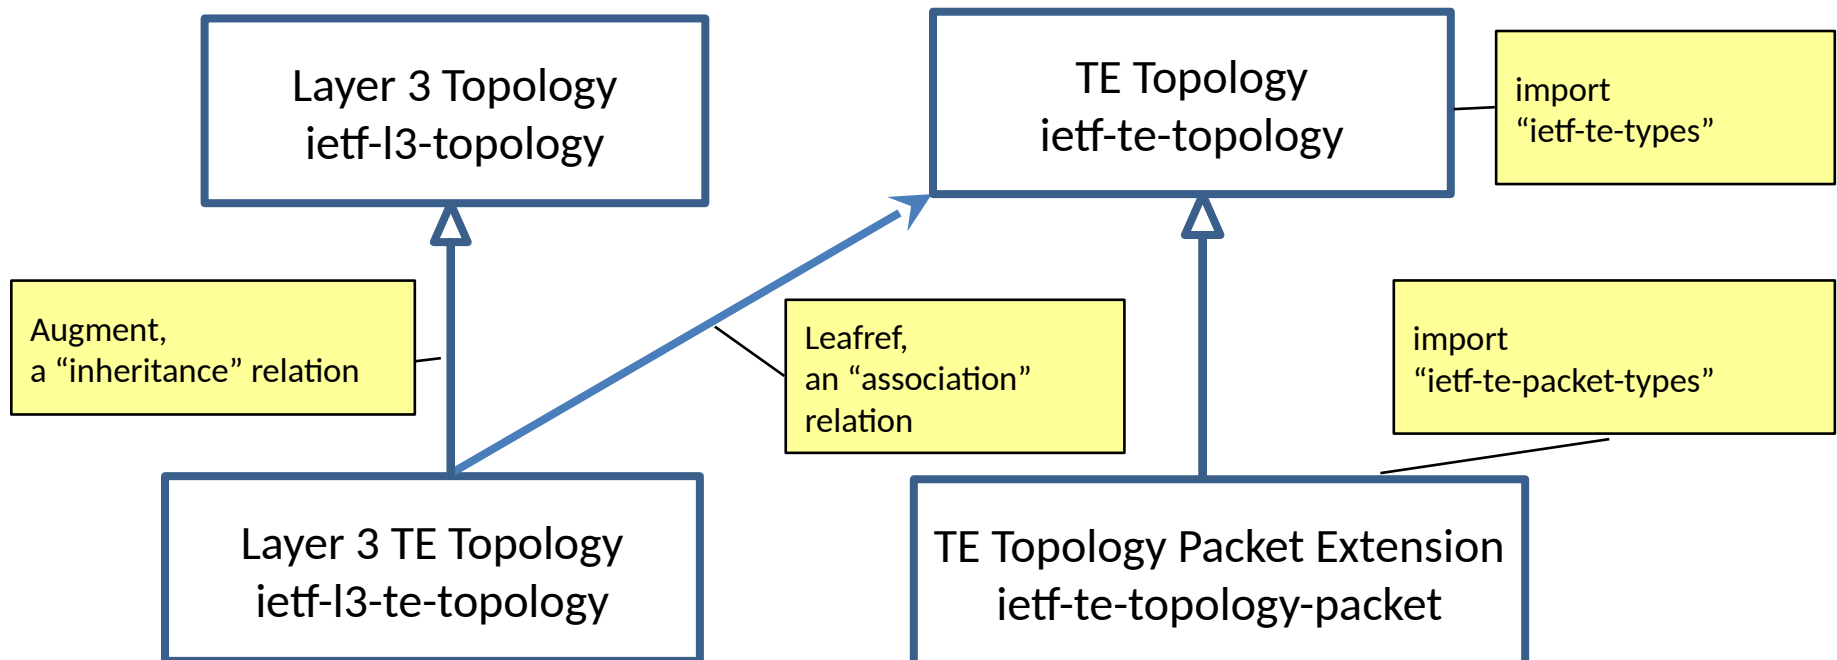 Layer 3 Topology
ietf-l3-topology
TE Topology
ietf-te-topology
import
“ietf-te-types”
Augment,
a “inheritance” relation
Leafref,
an “association”
relation
import
“ietf-te-packet-types”
Layer 3 TE Topology
ietf-l3-te-topology
TE Topology Packet Extension
ietf-te-topology-packet